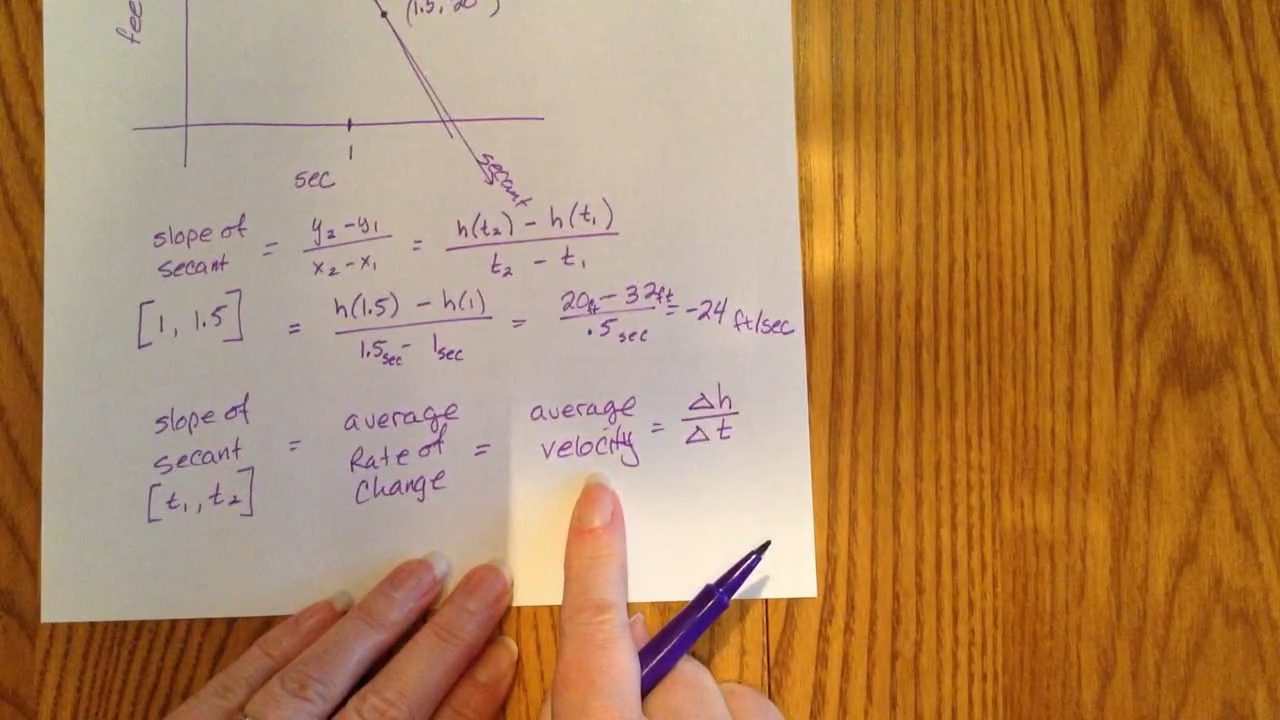 (1.5, 20 )
1
sec
secant
slope of secant = y₂-y₁ / x₂-x₁ = h(t₂) - h(t₁) / t₂ - t₁
[1, 1.5] = h(1.5) - h(1) / 1.5sec - 1sec = 20ft - 32ft / .5sec = -24 ft/sec
slope of secant [t₁, t₂] = average Rate of Change = average velocity = Δh / Δt